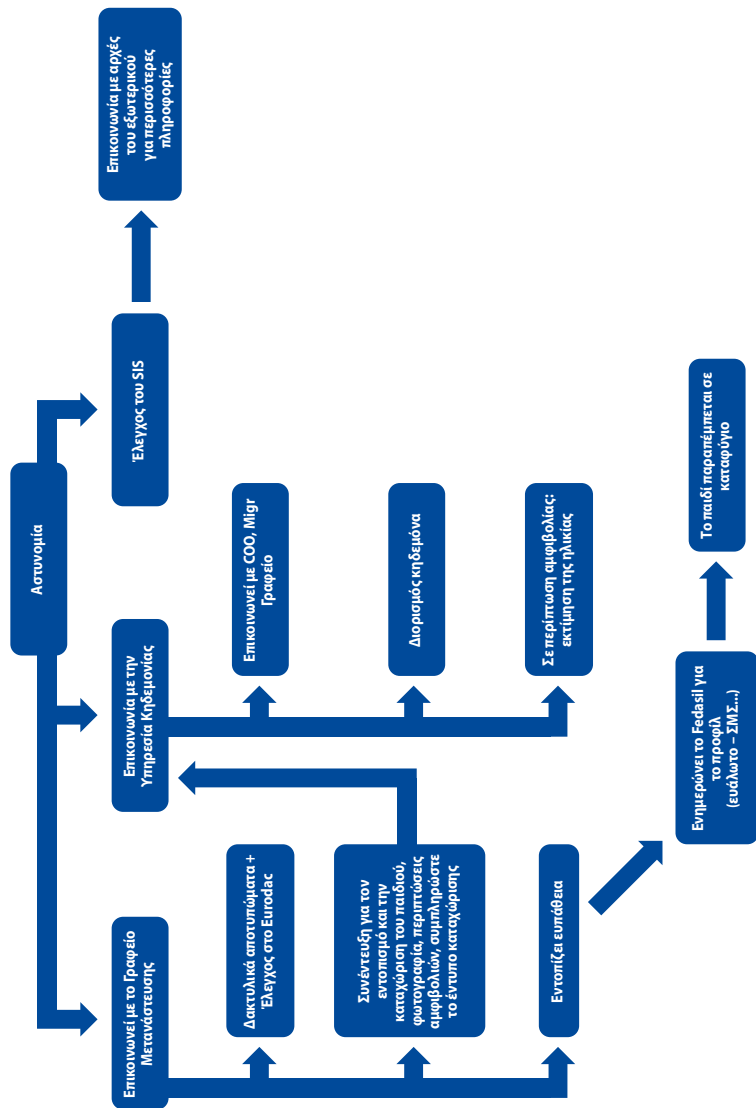 Αστυνομία
Επικοινωνεί με το Γραφείο
Μετανάστευσης
Επικοινωνία με την
Υπηρεσία Κηδεμονίας
Έλεγχος του SIS
Επικοινωνία με αρχές
του εξωτερικού
για περισσότερες
πληροφορίες
Δακτυλικά αποτυπώματα +
Έλεγχος στο Eurodac
Επικοινωνεί με COO, Migr
Γραφείο
Συνέντευξη για τον
εντοπισμό και την
καταχώριση του παιδιού,
φωτογραφία, περιπτώσεις
αμφιβολιών, συμπληρώστε
το έντυπο καταχώρισης
Διορισμός κηδεμόνα
Εντοπίζει ευπάθεια
Σε περίπτωση αμφιβολίας:
εκτίμηση της ηλικίας
Ενημερώνει το Fedasil για
το προφίλ
(ευάλωτο – ΣΜΣ...)
Το παιδί παραπέμπεται σε
καταφύγιο